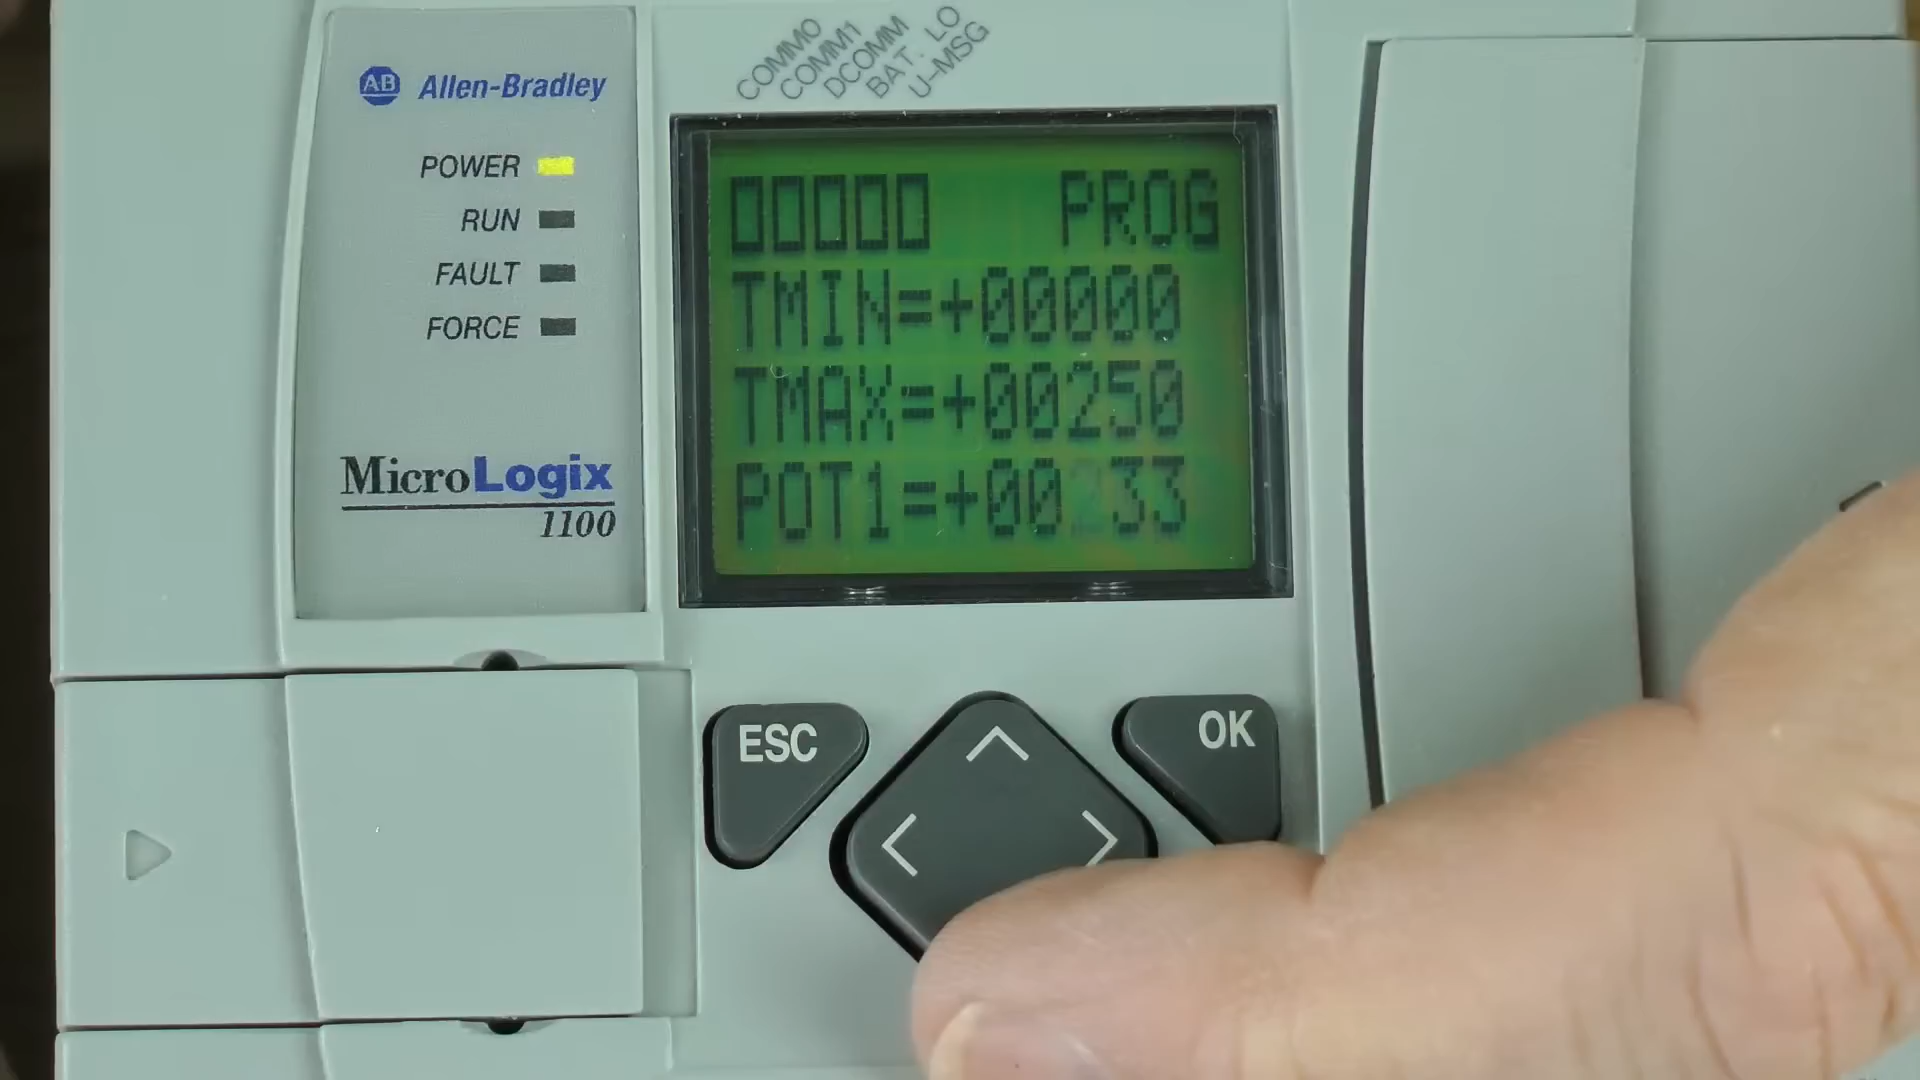 COMM0
COMM1
DCOMM
BAT. LO
U-MSG
AB Allen-Bradley
POWER
RUN
FAULT
FORCE
MicroLogix
1100
PROG
TMIN=+00000
TMAX=+00250
POT1=+00233
ESC
OK